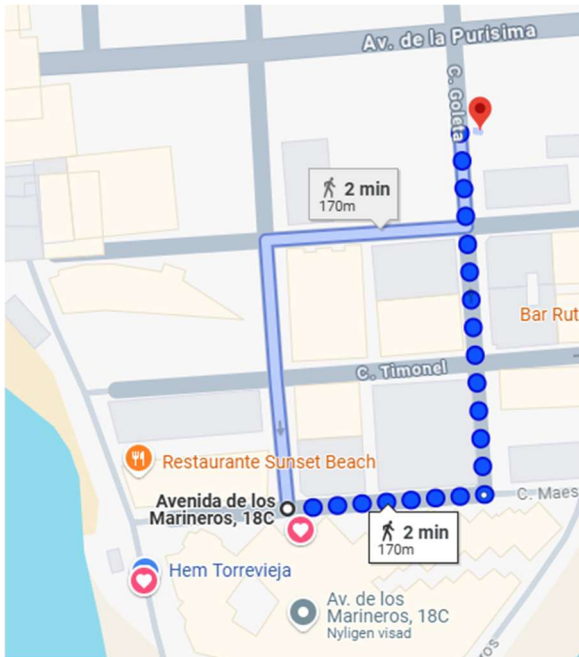 Av. de la Purísima
C. Goleta
2 min
170m
Bar Rut
C. Timonel
Restaurante Sunset Beach
Avenida de los
Marineros, 18C
C. Maes
2 min
170m
Hem Torrevieja
Av. de los
Marineros, 18C
Nyligen visad
os